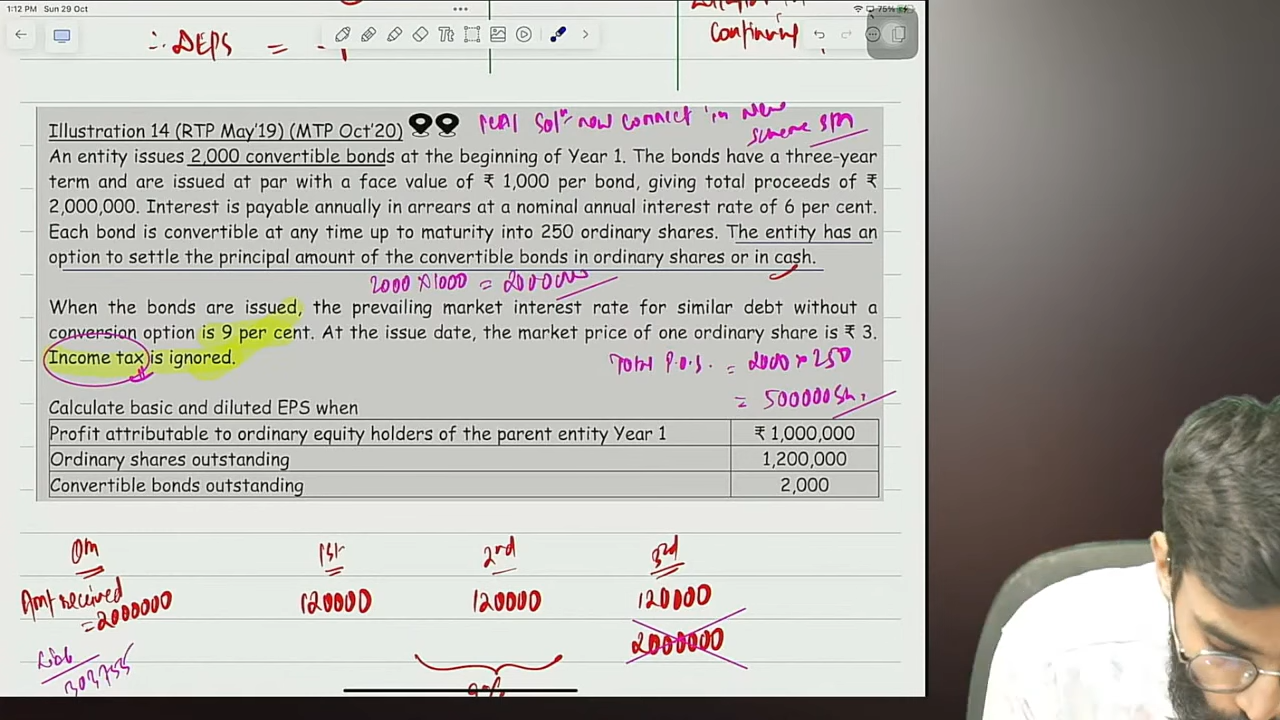 1:12 PM Sun 29 Oct
75%
∴ DEPS =
continuing
Illustration 14 (RTP May'19) (MTP Oct'20)
real Solⁿ now correct in New
scheme SM
An entity issues 2,000 convertible bonds at the beginning of Year 1. The bonds have a three-year
term and are issued at par with a face value of ₹ 1,000 per bond, giving total proceeds of ₹
2,000,000. Interest is payable annually in arrears at a nominal annual interest rate of 6 per cent.
Each bond is convertible at any time up to maturity into 250 ordinary shares. The entity has an
option to settle the principal amount of the convertible bonds in ordinary shares or in cash.
2000 X 1000 = 2000000
When the bonds are issued, the prevailing market interest rate for similar debt without a
conversion option is 9 per cent. At the issue date, the market price of one ordinary share is ₹ 3.
Income tax is ignored.
Total P.O.S. = 2000 X 250
= 500000 Sh.
Calculate basic and diluted EPS when
Profit attributable to ordinary equity holders of the parent entity Year 1 ₹ 1,000,000
Ordinary shares outstanding 1,200,000
Convertible bonds outstanding 2,000
0m 1st 2nd 3rd
Amt received 120000 120000 120000
= 2000000
2000000
303755
9%